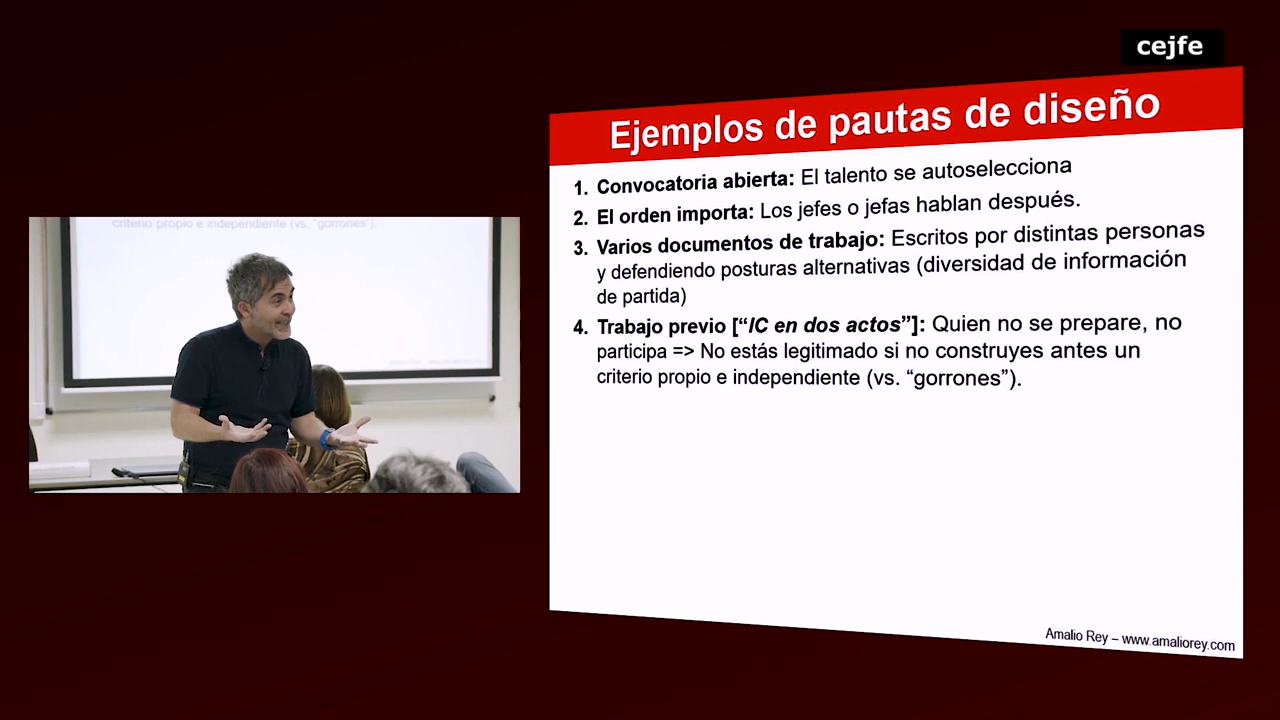 cejfe
Ejemplos de pautas de diseño
1. Convocatoria abierta: El talento se autoselecciona
2. El orden importa: Los jefes o jefas hablan después.
3. Varios documentos de trabajo: Escritos por distintas personas
y defendiendo posturas alternativas (diversidad de información
de partida)
4. Trabajo previo [“IC en dos actos”]: Quien no se prepare, no
participa => No estás legitimado si no construyes antes un
criterio propio e independiente (vs. “gorrones”).
criterio propio e independiente (vs. “gorrones”).
Amalio Rey – www.amaliorey.com